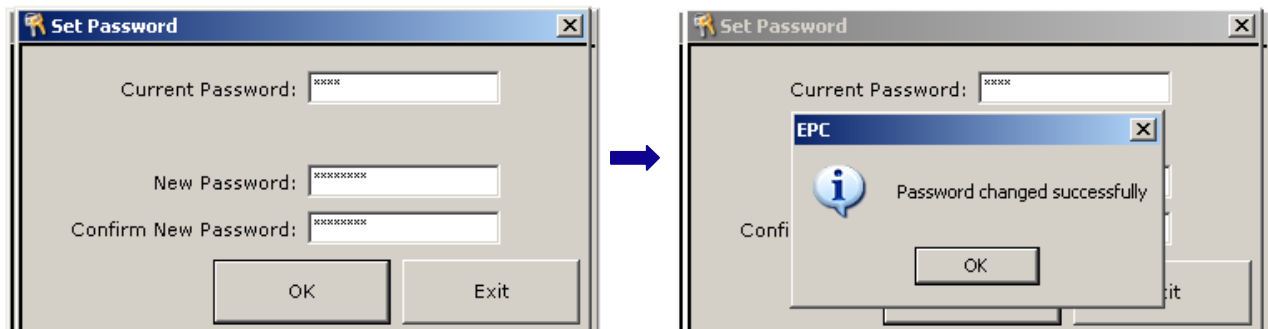 Set Password
Current Password: ****
New Password: ********
Confirm New Password: ********
OK Exit
Set Password
Current Password: ****
EPC
Password changed successfully
Confi
OK
it